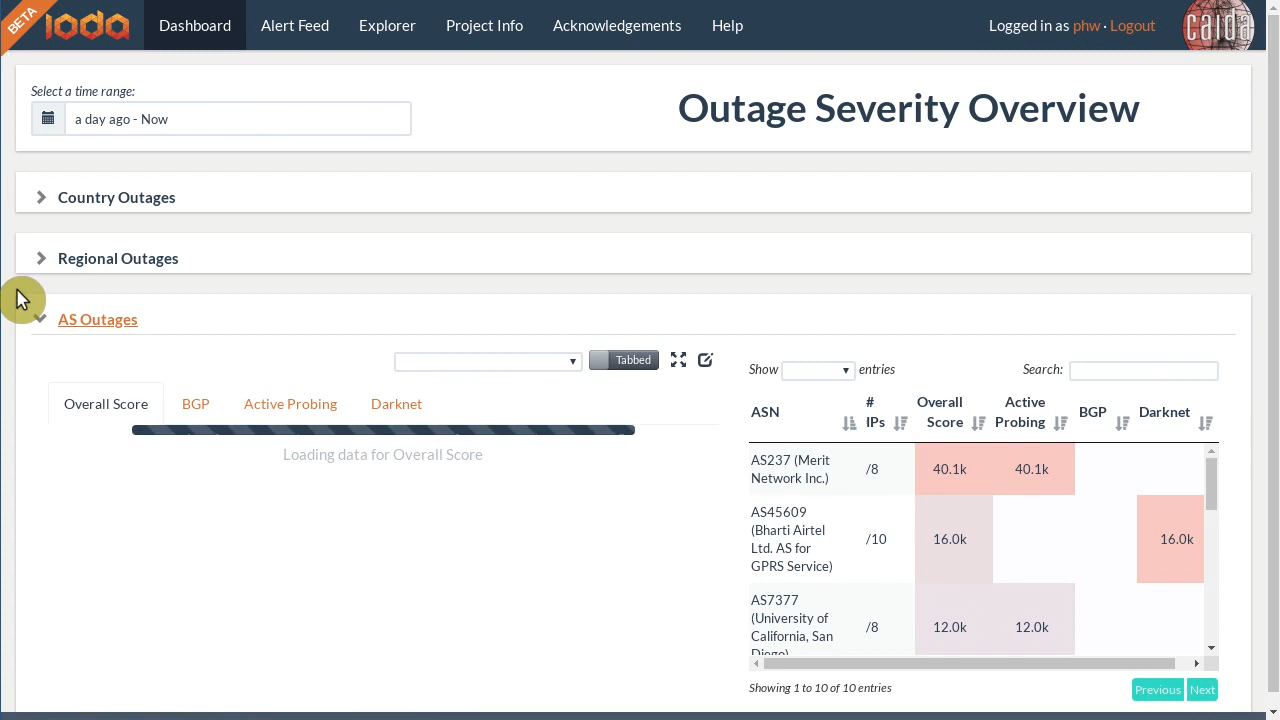 BETA
ioda
Dashboard
Alert Feed
Explorer
Project Info
Acknowledgements
Help
Logged in as phw · Logout
caida
Select a time range:
a day ago - Now
Outage Severity Overview
Country Outages
Regional Outages
AS Outages
Tabbed
Overall Score
BGP
Active Probing
Darknet
Loading data for Overall Score
Show entries
Search:
ASN
# IPs
Overall Score
Active Probing
BGP
Darknet
AS237 (Merit
Network Inc.)
/8
40.1k
40.1k
AS45609
(Bharti Airtel
Ltd. AS for
GPRS Service)
/10
16.0k
16.0k
AS7377
(University of
California, San
Diego)
/8
12.0k
12.0k
Showing 1 to 10 of 10 entries
Previous
Next